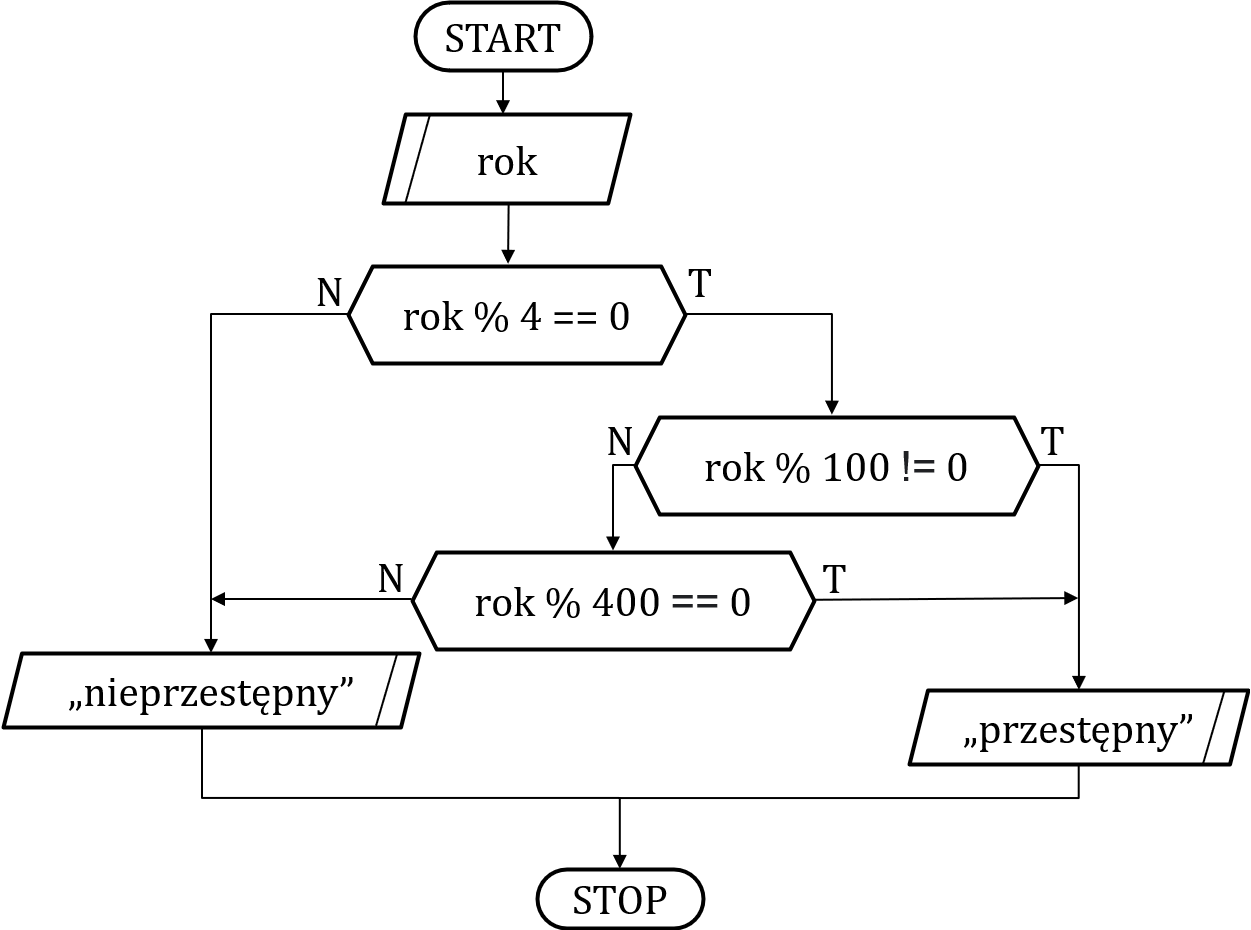 START
rok
N
T
rok % 4 == 0
N
T
rok % 100 != 0
N
T
rok % 400 == 0
„nieprzestępny”
„przestępny”
STOP